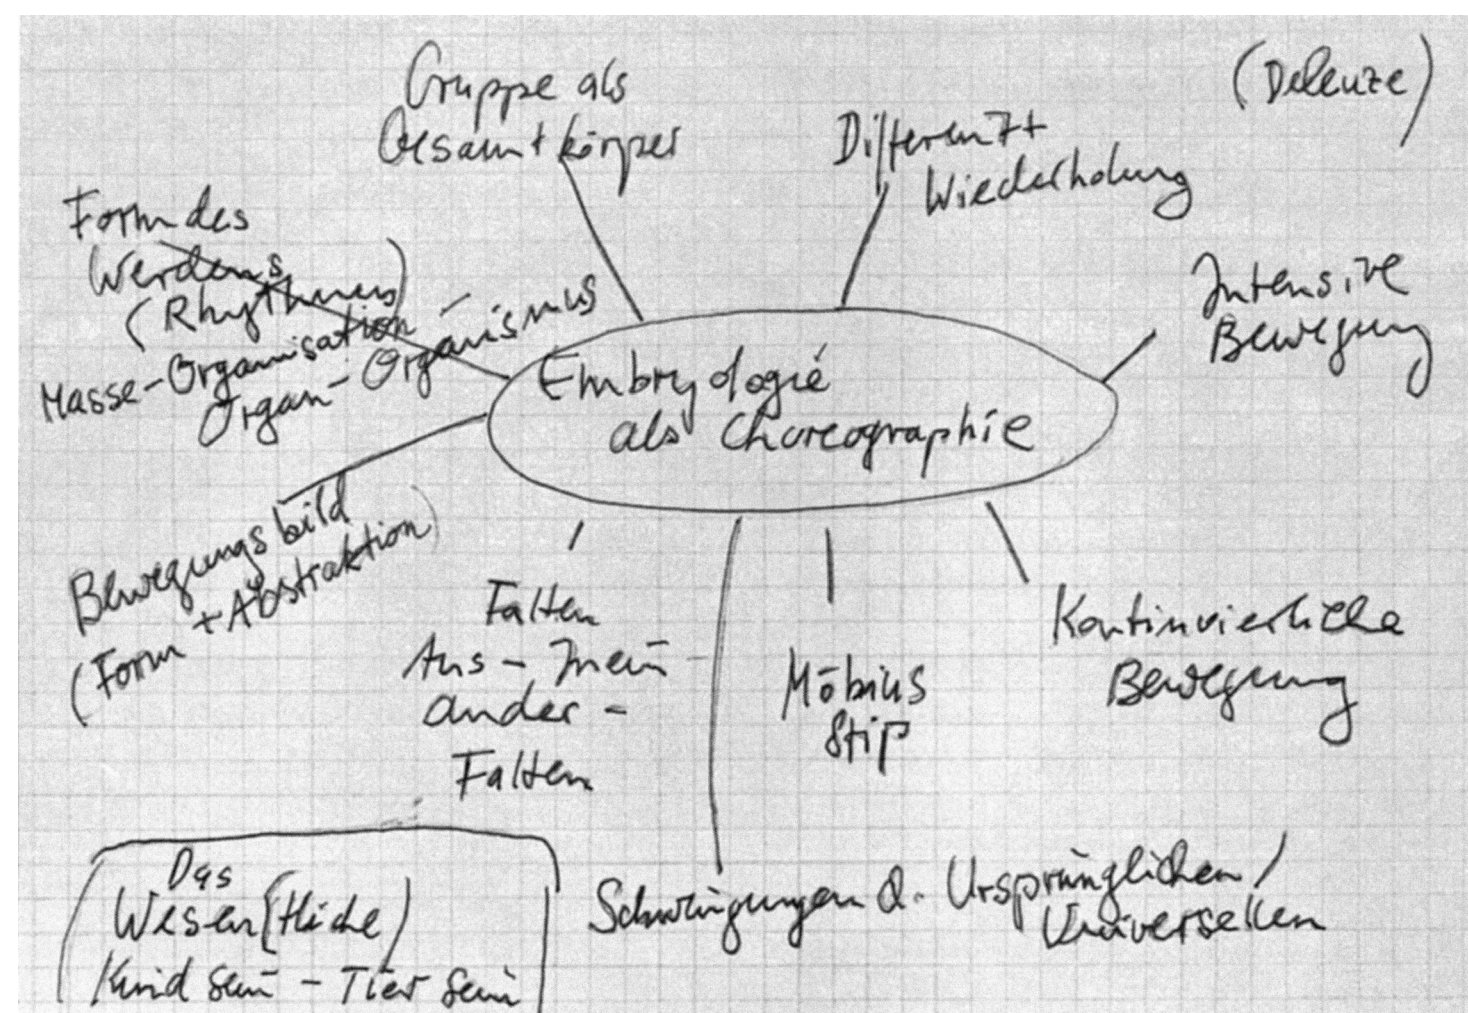 Gruppe als
Gesamtkörper
(Deleuze)
Differenz +
Wiederholung
Form des
Werdens
(Rhythmus)
Masse-Organisation
Organ-Organismus
Intensive
Bewegung
Embryologie
als Choreographie
Bewegungsbild
(Form + Abstraktion)
Falten
Aus-Inein-
ander-
Falten
Möbius
Stip
Kontinuierliche
Bewegung
Schwingungen d. Ursprünglichen/
Universellen
Das
Wesen(tliche)
Kind sein - Tier sein